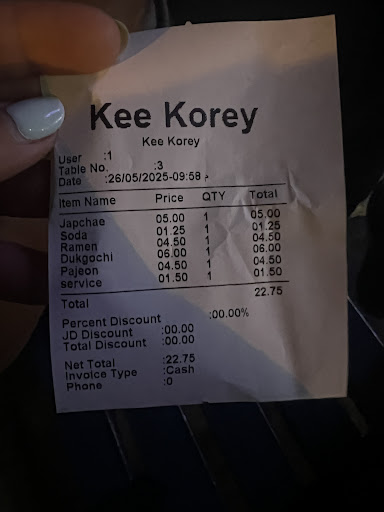 Kee Korey
Kee Korey
User :1
Table No. :3
Date :26/05/2025-09:58 م
Item Name Price QTY Total
Japchae 05.00 1 05.00
Soda 01.25 1 01.25
Ramen 04.50 1 04.50
Dukgochi 06.00 1 06.00
Pajeon 04.50 1 04.50
service 01.50 1 01.50
Total 22.75
Percent Discount :00.00%
JD Discount :00.00
Total Discount :00.00
Net Total :22.75
Invoice Type :Cash
Phone :0